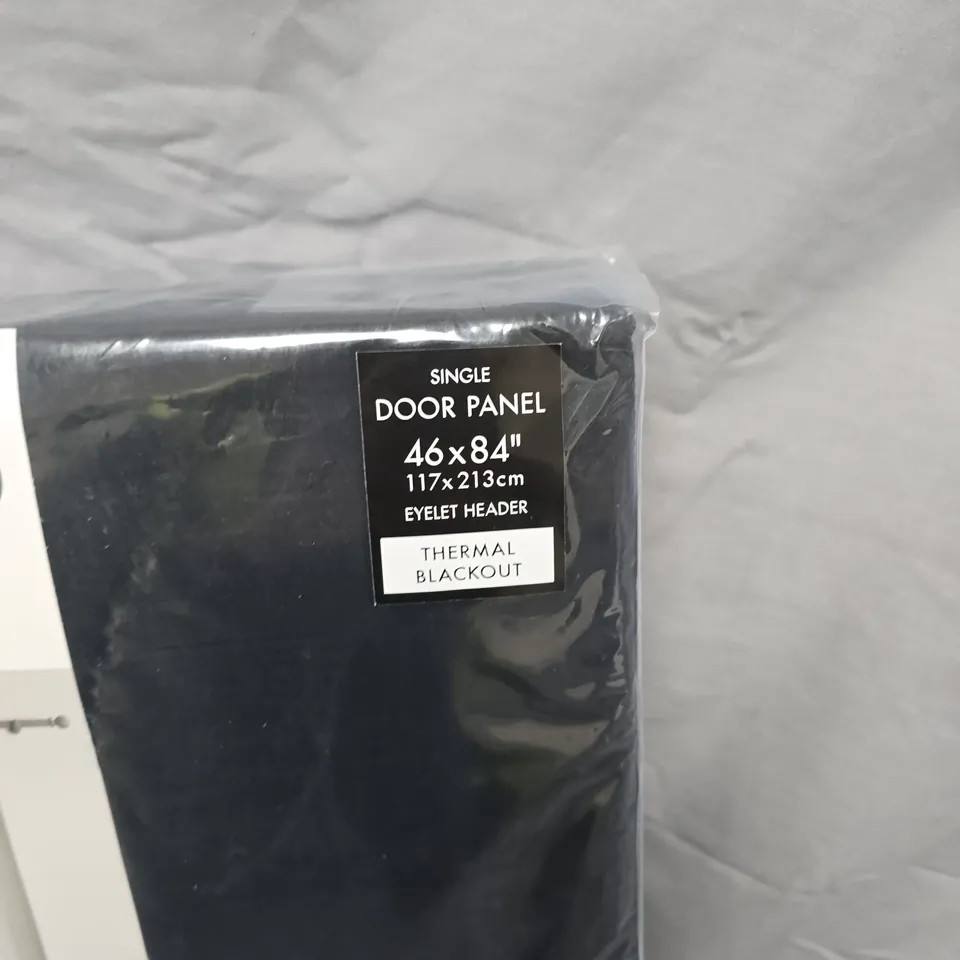 SINGLE
DOOR PANEL
46x84"
117x213cm
EYELET HEADER
THERMAL
BLACKOUT